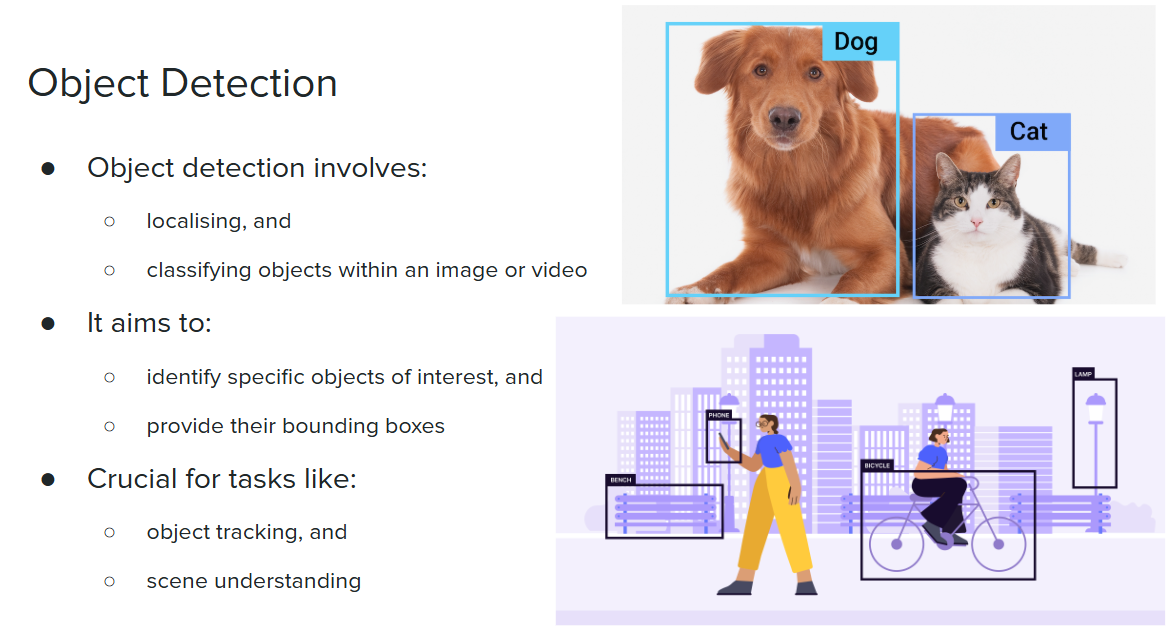 Object Detection
● Object detection involves:
○ localising, and
○ classifying objects within an image or video
● It aims to:
○ identify specific objects of interest, and
○ provide their bounding boxes
● Crucial for tasks like:
○ object tracking, and
○ scene understanding
Dog
Cat
LAMP
PHONE
BICYCLE
BENCH